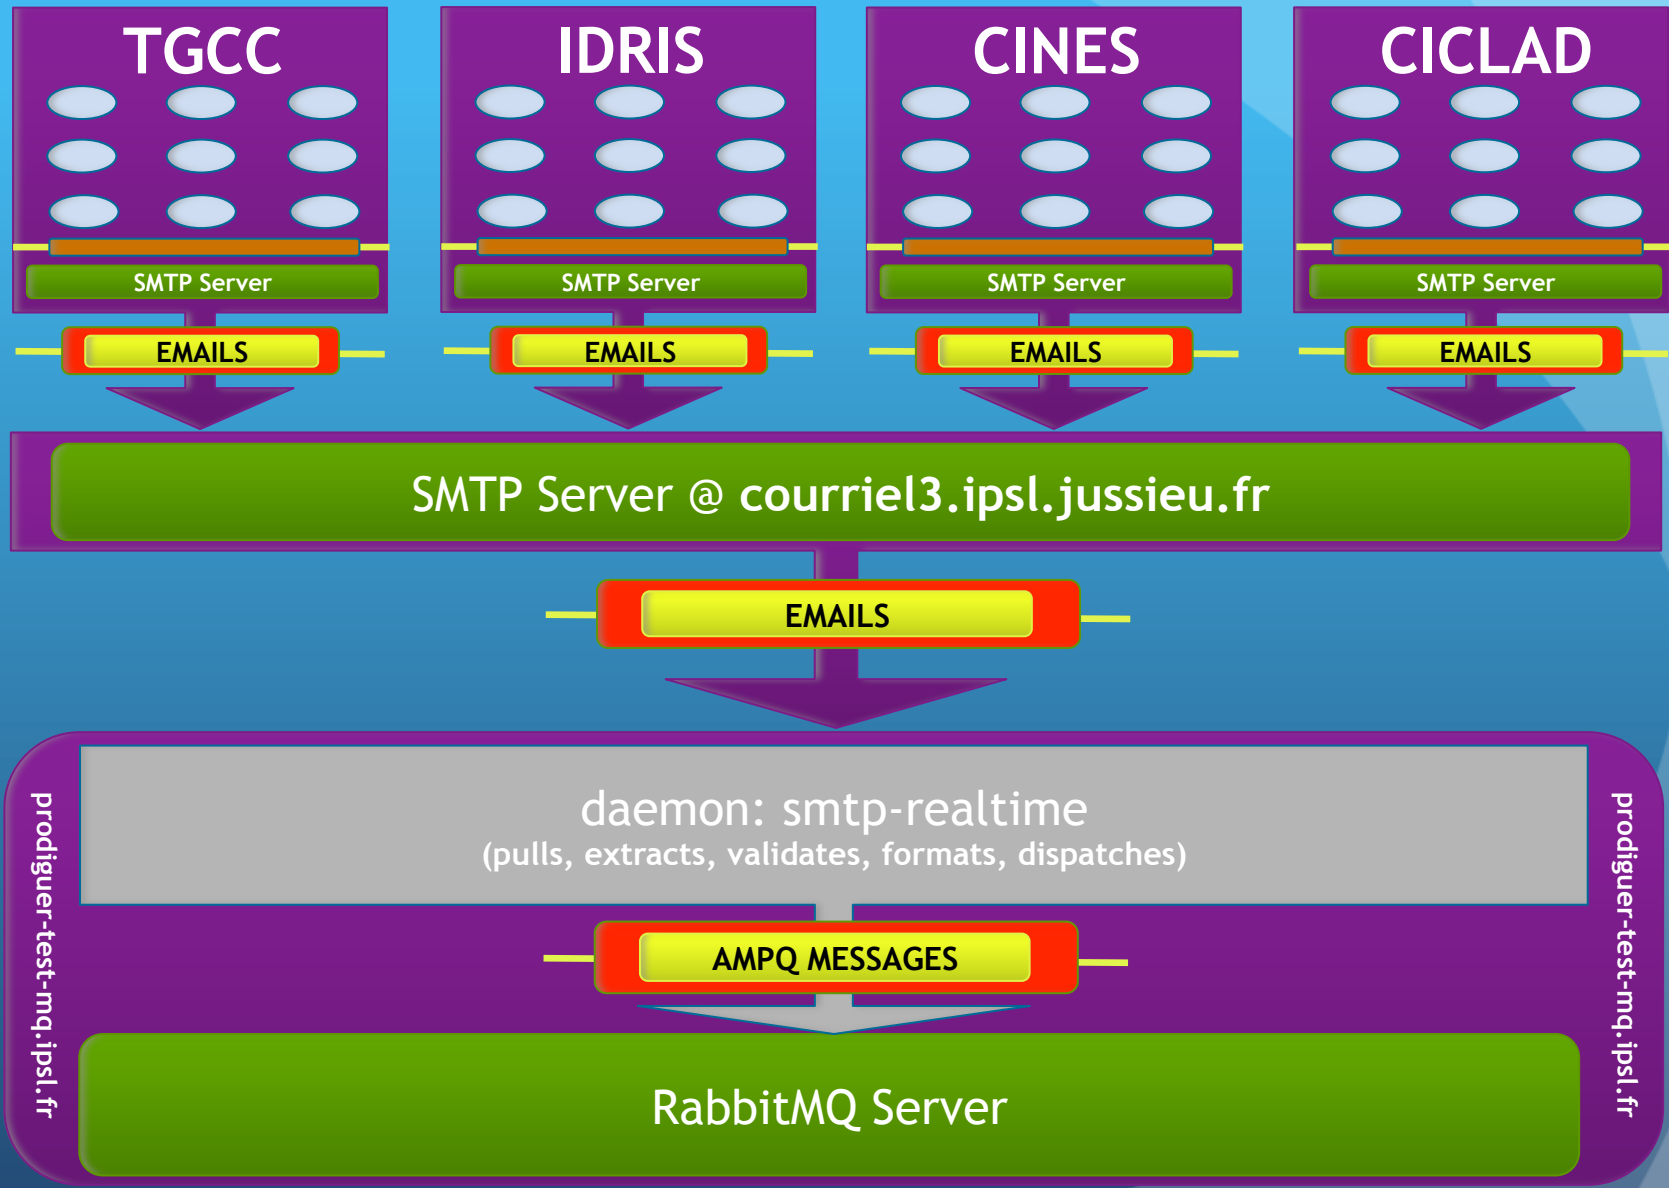 TGCC
IDRIS
CINES
CICLAD
SMTP Server
SMTP Server
SMTP Server
SMTP Server
EMAILS
EMAILS
EMAILS
EMAILS
SMTP Server @ courriel3.ipsl.jussieu.fr
EMAILS
prodiguer-test-mq.ipsl.fr
daemon: smtp-realtime
(pulls, extracts, validates, formats, dispatches)
prodiguer-test-mq.ipsl.fr
AMPQ MESSAGES
RabbitMQ Server